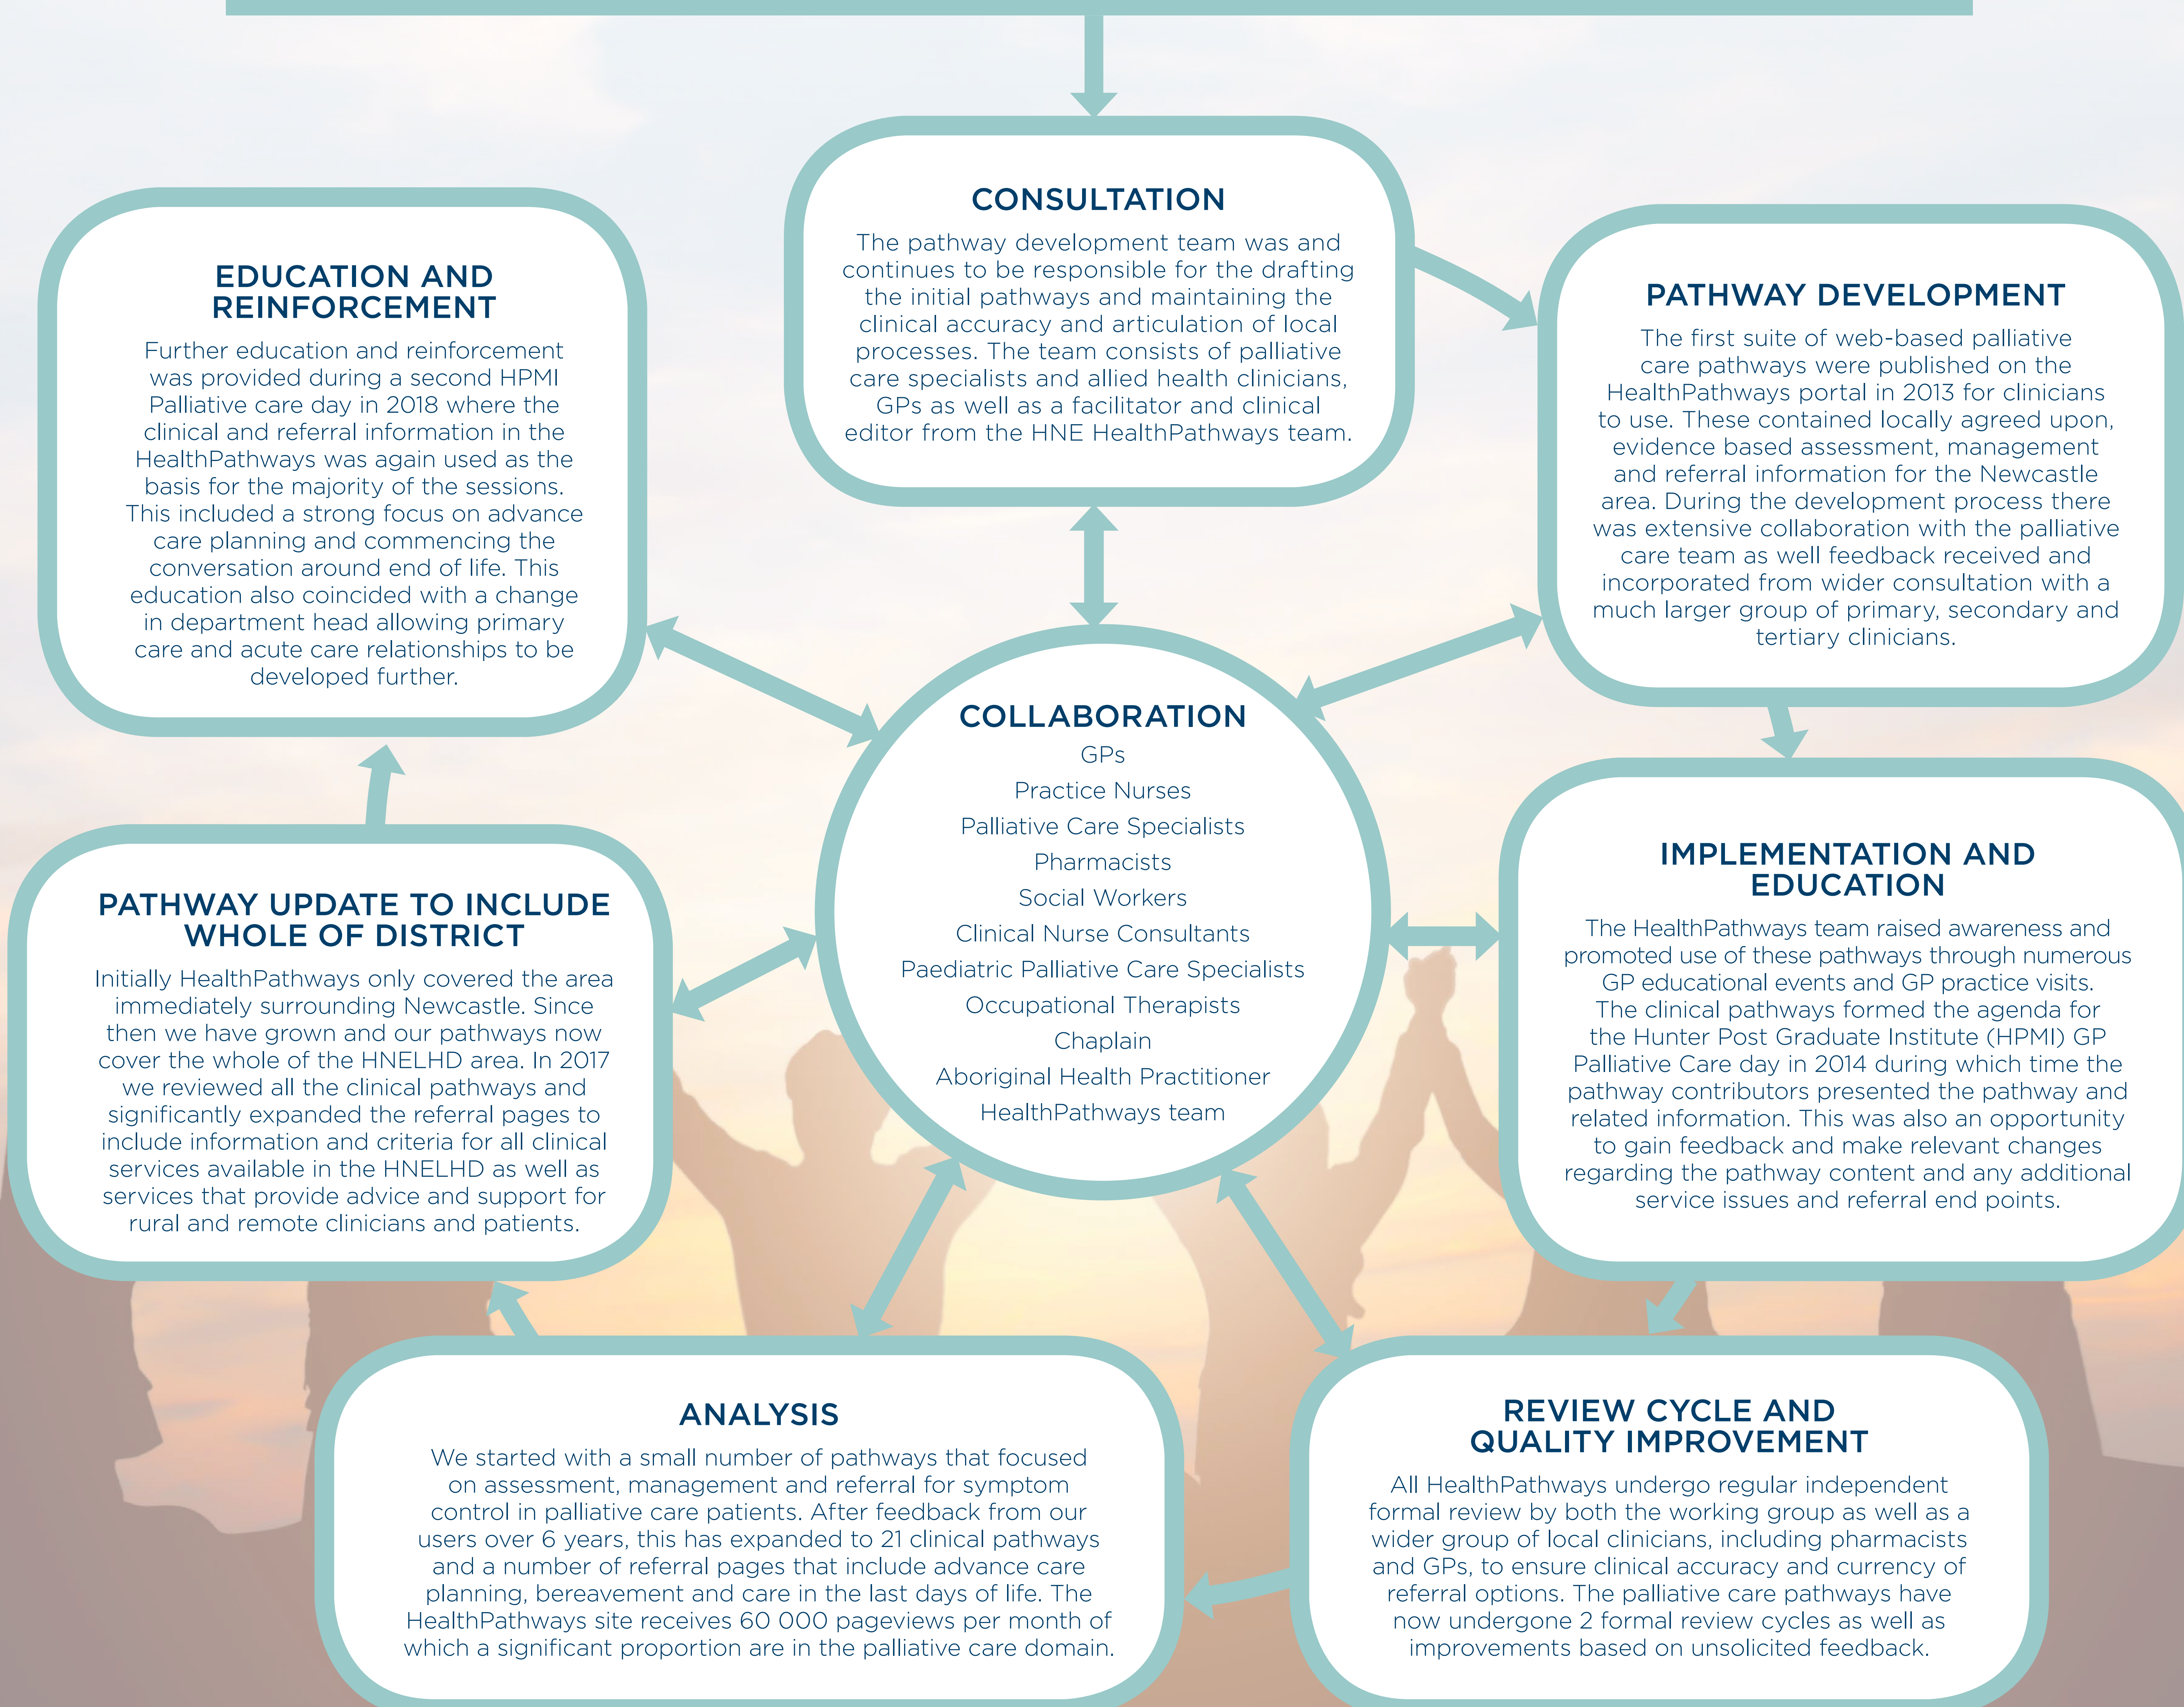 CONSULTATION
The pathway development team was and
continues to be responsible for the drafting
the initial pathways and maintaining the
clinical accuracy and articulation of local
processes. The team consists of palliative
care specialists and allied health clinicians,
GPs as well as a facilitator and clinical
editor from the HNE HealthPathways team.
PATHWAY DEVELOPMENT
The first suite of web-based palliative
care pathways were published on the
HealthPathways portal in 2013 for clinicians
to use. These contained locally agreed upon,
evidence based assessment, management
and referral information for the Newcastle
area. During the development process there
was extensive collaboration with the palliative
care team as well feedback received and
incorporated from wider consultation with a
much larger group of primary, secondary and
tertiary clinicians.
IMPLEMENTATION AND
EDUCATION
The HealthPathways team raised awareness and
promoted use of these pathways through numerous
GP educational events and GP practice visits.
The clinical pathways formed the agenda for
the Hunter Post Graduate Institute (HPMI) GP
Palliative Care day in 2014 during which time the
pathway contributors presented the pathway and
related information. This was also an opportunity
to gain feedback and make relevant changes
regarding the pathway content and any additional
service issues and referral end points.
REVIEW CYCLE AND
QUALITY IMPROVEMENT
All HealthPathways undergo regular independent
formal review by both the working group as well as a
wider group of local clinicians, including pharmacists
and GPs, to ensure clinical accuracy and currency of
referral options. The palliative care pathways have
now undergone 2 formal review cycles as well as
improvements based on unsolicited feedback.
ANALYSIS
We started with a small number of pathways that focused
on assessment, management and referral for symptom
control in palliative care patients. After feedback from our
users over 6 years, this has expanded to 21 clinical pathways
and a number of referral pages that include advance care
planning, bereavement and care in the last days of life. The
HealthPathways site receives 60 000 pageviews per month of
which a significant proportion are in the palliative care domain.
PATHWAY UPDATE TO INCLUDE
WHOLE OF DISTRICT
Initially HealthPathways only covered the area
immediately surrounding Newcastle. Since
then we have grown and our pathways now
cover the whole of the HNELHD area. In 2017
we reviewed all the clinical pathways and
significantly expanded the referral pages to
include information and criteria for all clinical
services available in the HNELHD as well as
services that provide advice and support for
rural and remote clinicians and patients.
EDUCATION AND
REINFORCEMENT
Further education and reinforcement
was provided during a second HPMI
Palliative care day in 2018 where the
clinical and referral information in the
HealthPathways was again used as the
basis for the majority of the sessions.
This included a strong focus on advance
care planning and commencing the
conversation around end of life. This
education also coincided with a change
in department head allowing primary
care and acute care relationships to be
developed further.
COLLABORATION
GPs
Practice Nurses
Palliative Care Specialists
Pharmacists
Social Workers
Clinical Nurse Consultants
Paediatric Palliative Care Specialists
Occupational Therapists
Chaplain
Aboriginal Health Practitioner
HealthPathways team